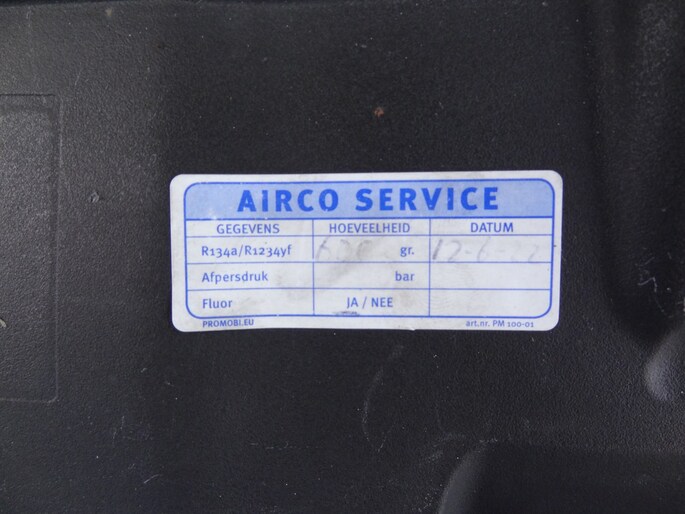 AIRCO SERVICE
GEGEVENS HOEVEELHEID DATUM
R134a/R1234yf gr.
Afpersdruk bar
Fluor JA / NEE
PROMOBI.EU art.nr. PM 100-01